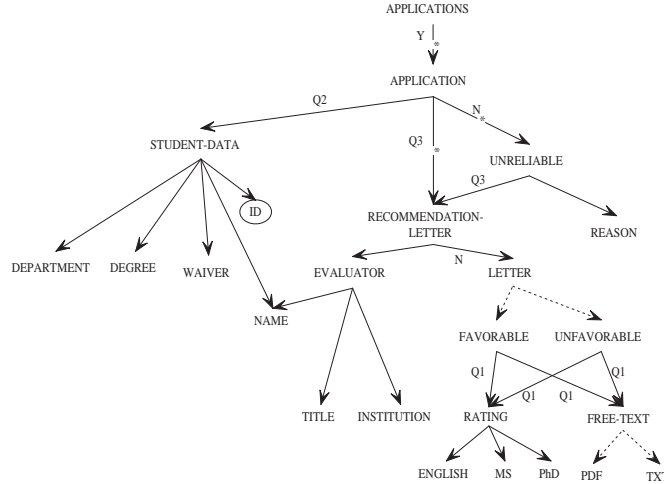 APPLICATIONS
Y
*
APPLICATION
Q2
N
*
Q3
*
STUDENT-DATA
UNRELIABLE
Q3
ID
RECOMMENDATION-
LETTER
REASON
DEPARTMENT
DEGREE
WAIVER
EVALUATOR
N
LETTER
NAME
FAVORABLE
UNFAVORABLE
Q1
Q1
Q1
Q1
TITLE
INSTITUTION
RATING
FREE-TEXT
ENGLISH
MS
PhD
PDF
TXT